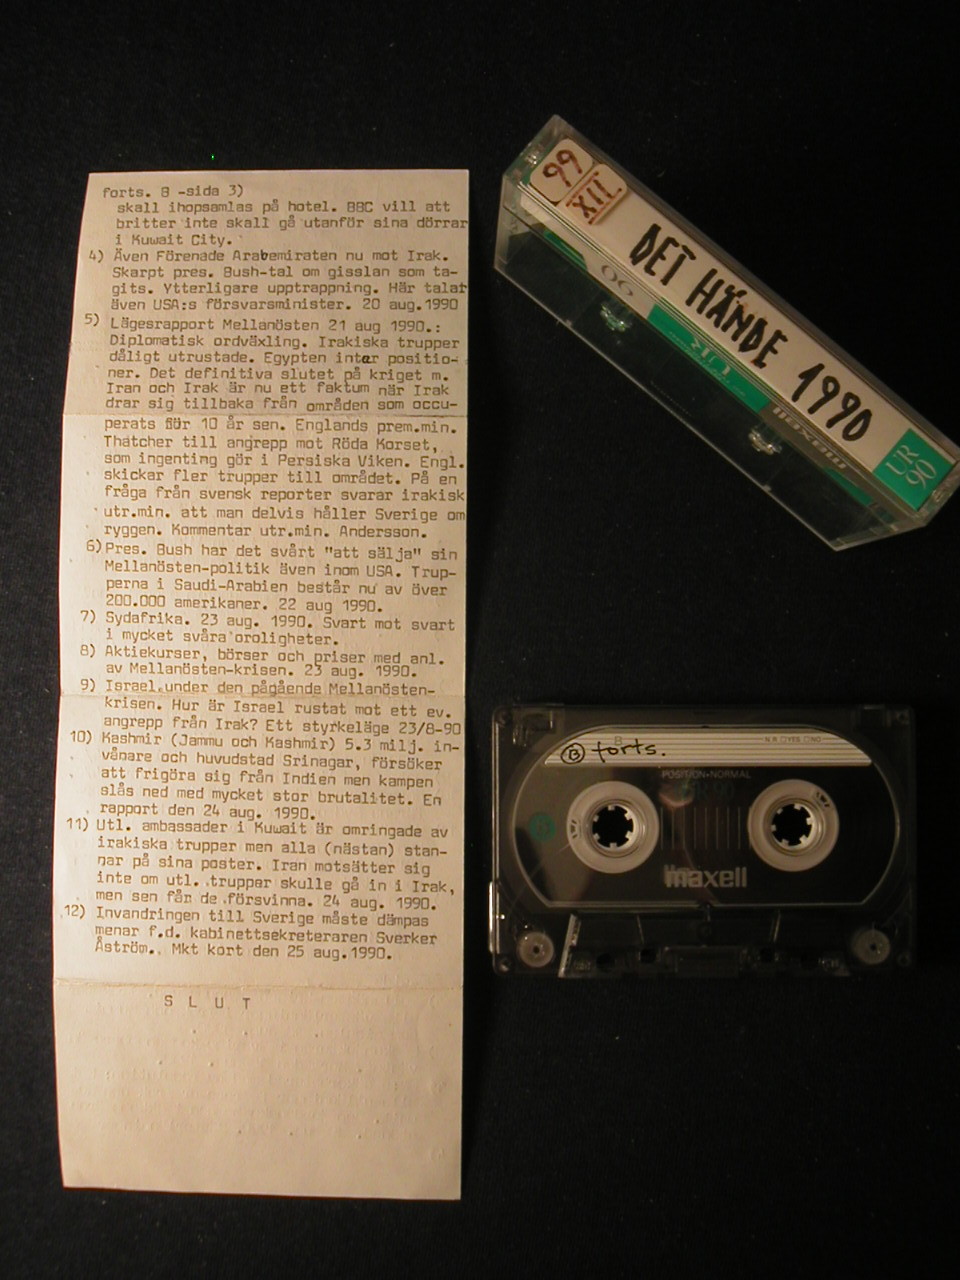 forts. B -sida 3)
skall ihopsamlas på hotel. BBC vill att
britter inte skall gå utanför sina dörrar
i Kuwait City.
4) Även Förenade Arabemiraten nu mot Irak.
Skarpt pres. Bush-tal om gisslan som ta-
gits. Ytterligare upptrappning. Här talat
även USA:s försvarsminister. 20 aug.1990
5) Lägesrapport Mellanösten 21 aug 1990.:
Diplomatisk ordväxling. Irakiska trupper
dåligt utrustade. Egypten intar positio-
ner. Det definitiva slutet på kriget m.
Iran och Irak är nu ett faktum när Irak
drar sig tillbaka från områden som occu-
perats för 10 år sen. Englands prem.min.
Thatcher till angrepp mot Röda Korset,
som ingenting gör i Persiska Viken. Engl.
skickar fler trupper till området. På en
fråga från svensk reporter svarar irakisk
utr.min. att man delvis håller Sverige om
ryggen. Kommentar utr.min. Andersson.
6) Pres. Bush har det svårt "att sälja" sin
Mellanösten-politik även inom USA. Trup-
perna i Saudi-Arabien består nu av över
200.000 amerikaner. 22 aug 1990.
7) Sydafrika. 23 aug. 1990. Svart mot svart
i mycket svåra oroligheter.
8) Aktiekurser, börser och priser med anl.
av Mellanösten-krisen. 23 aug. 1990.
9) Israel under den pågående Mellanösten-
krisen. Hur är Israel rustat mot ett ev.
angrepp från Irak? Ett styrkeläge 23/8-90
10) Kashmir (Jammu och Kashmir) 5.3 milj. in-
vånare och huvudstad Srinagar, försöker
att frigöra sig från Indien men kampen
slås ned med mycket stor brutalitet. En
rapport den 24 aug. 1990.
11) Utl. ambassader i Kuwait är omringade av
irakiska trupper men alla (nästan) stan-
nar på sina poster. Iran motsätter sig
inte om utl. trupper skulle gå in i Irak,
men sen får de försvinna. 24 aug. 1990.
12) Invandringen till Sverige måste dämpas
menar f.d. kabinettsekreteraren Sverker
Åström. Mkt kort den 25 aug.1990.
S L U T
99
XII
DET HÄNDE 1990
UR
90
90
UR
maxell
B
B forts.
N.R. YES NO
POSITION•NORMAL
maxell